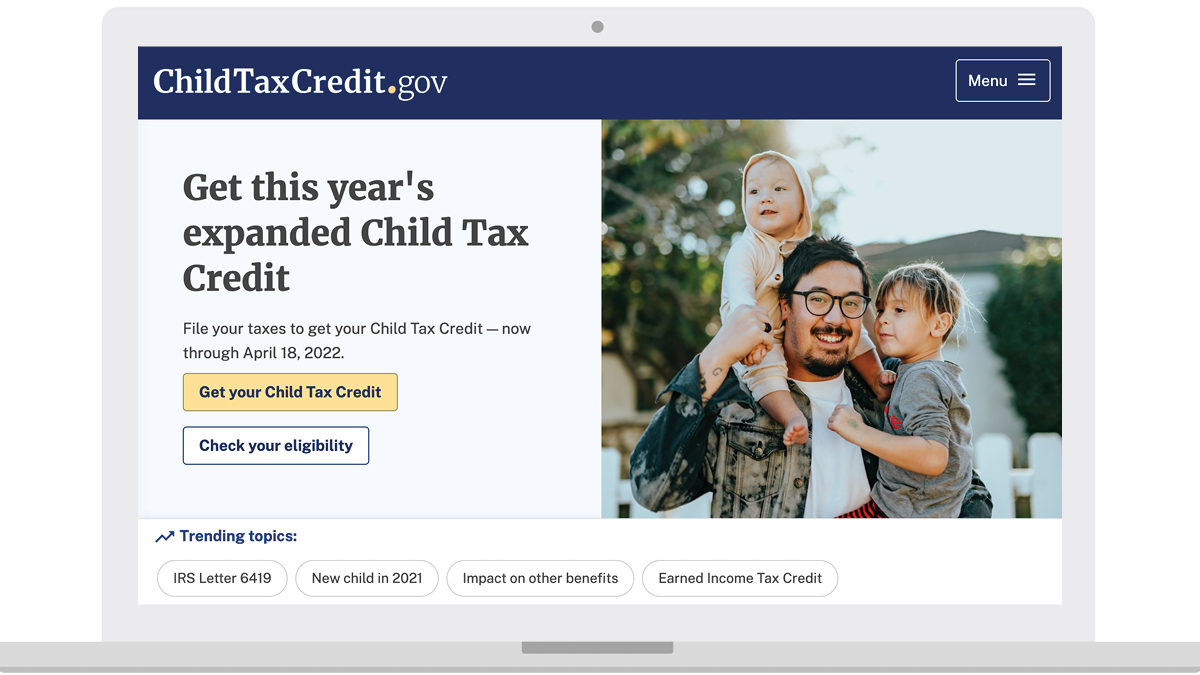 ChildTaxCredit.gov
Menu
Get this year's
expanded Child Tax
Credit
File your taxes to get your Child Tax Credit — now
through April 18, 2022.
Get your Child Tax Credit
Check your eligibility
Trending topics:
IRS Letter 6419
New child in 2021
Impact on other benefits
Earned Income Tax Credit